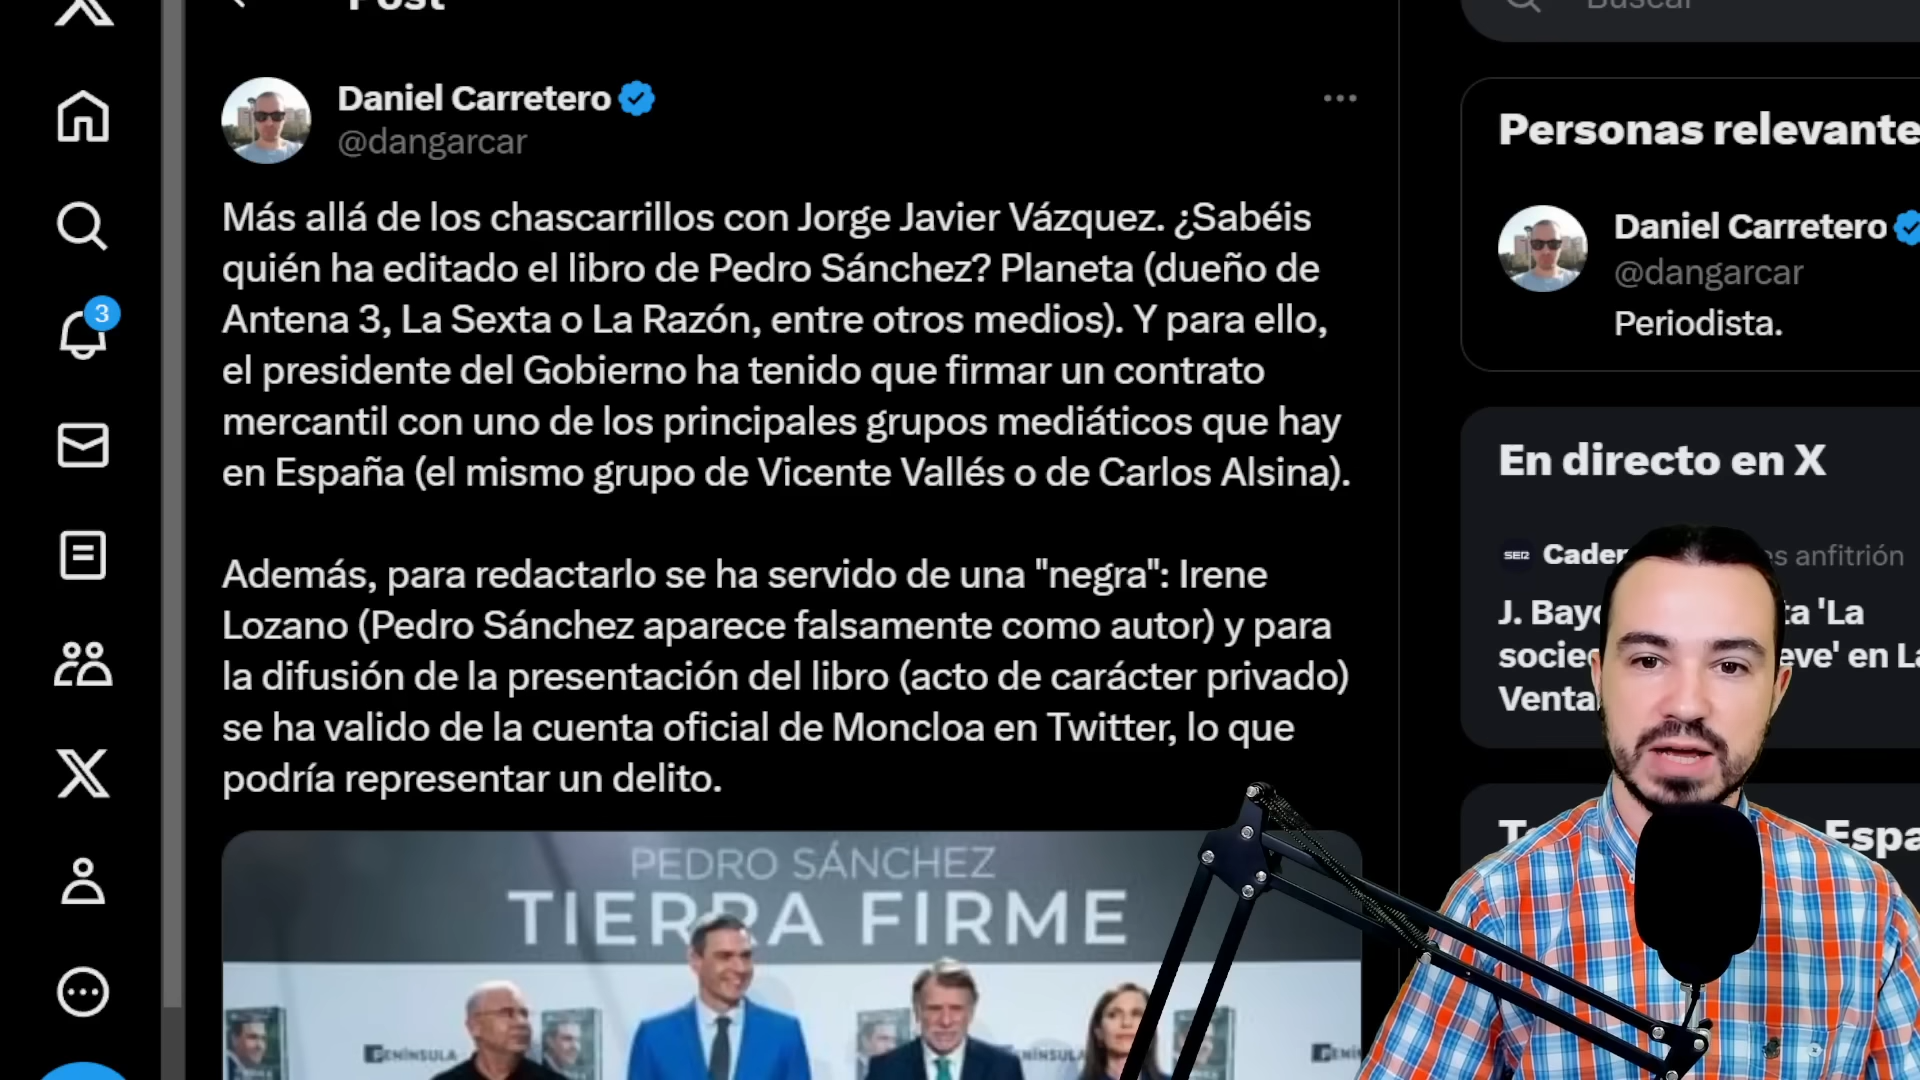 Post
Buscar
Daniel Carretero
@dangarcar
Más allá de los chascarrillos con Jorge Javier Vázquez. ¿Sabéis
quién ha editado el libro de Pedro Sánchez? Planeta (dueño de
Antena 3, La Sexta o La Razón, entre otros medios). Y para ello,
el presidente del Gobierno ha tenido que firmar un contrato
mercantil con uno de los principales grupos mediáticos que hay
en España (el mismo grupo de Vicente Vallés o de Carlos Alsina).
Además, para redactarlo se ha servido de una "negra": Irene
Lozano (Pedro Sánchez aparece falsamente como autor) y para
la difusión de la presentación del libro (acto de carácter privado)
se ha valido de la cuenta oficial de Moncloa en Twitter, lo que
podría representar un delito.
PEDRO SÁNCHEZ
TIERRA FIRME
PENÍNSULA
3
Personas relevante
Daniel Carretero
@dangarcar
Periodista.
En directo en X
SER
anfitrión
J.
'La
en